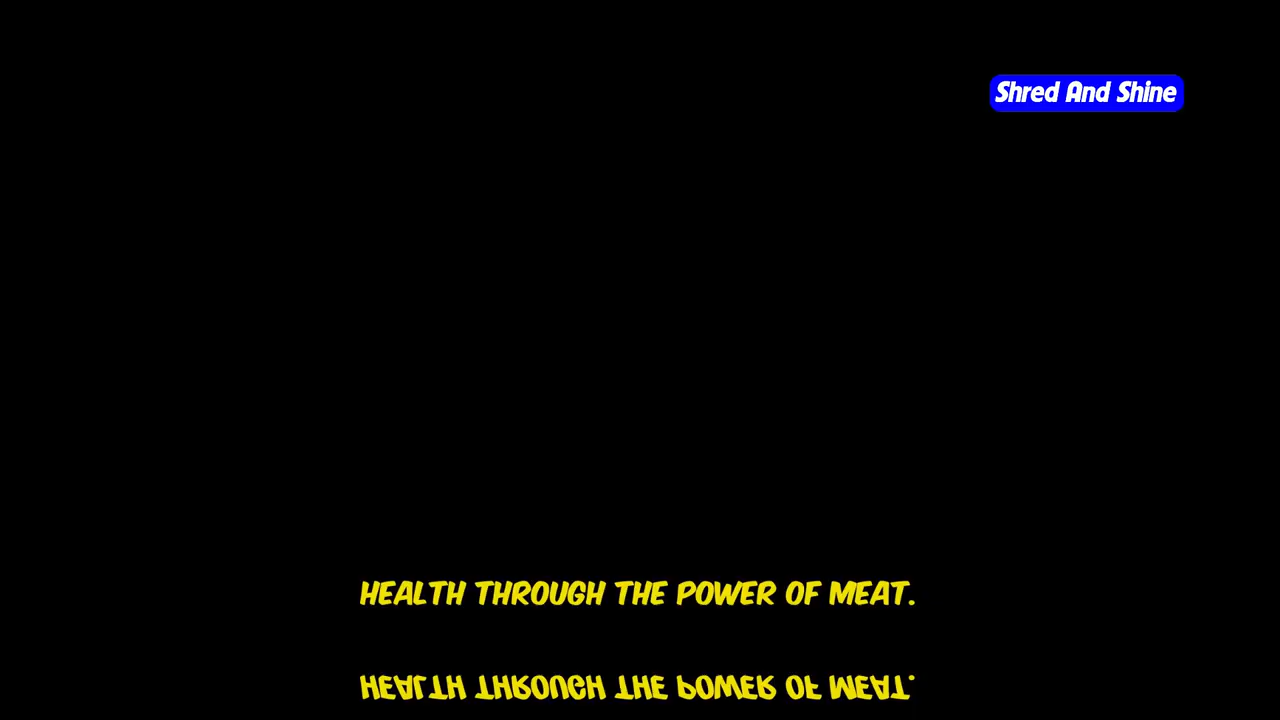 Shred And Shine
HEALTH THROUGH THE POWER OF MEAT.
HEALTH THROUGH THE POWER OF MEAT.